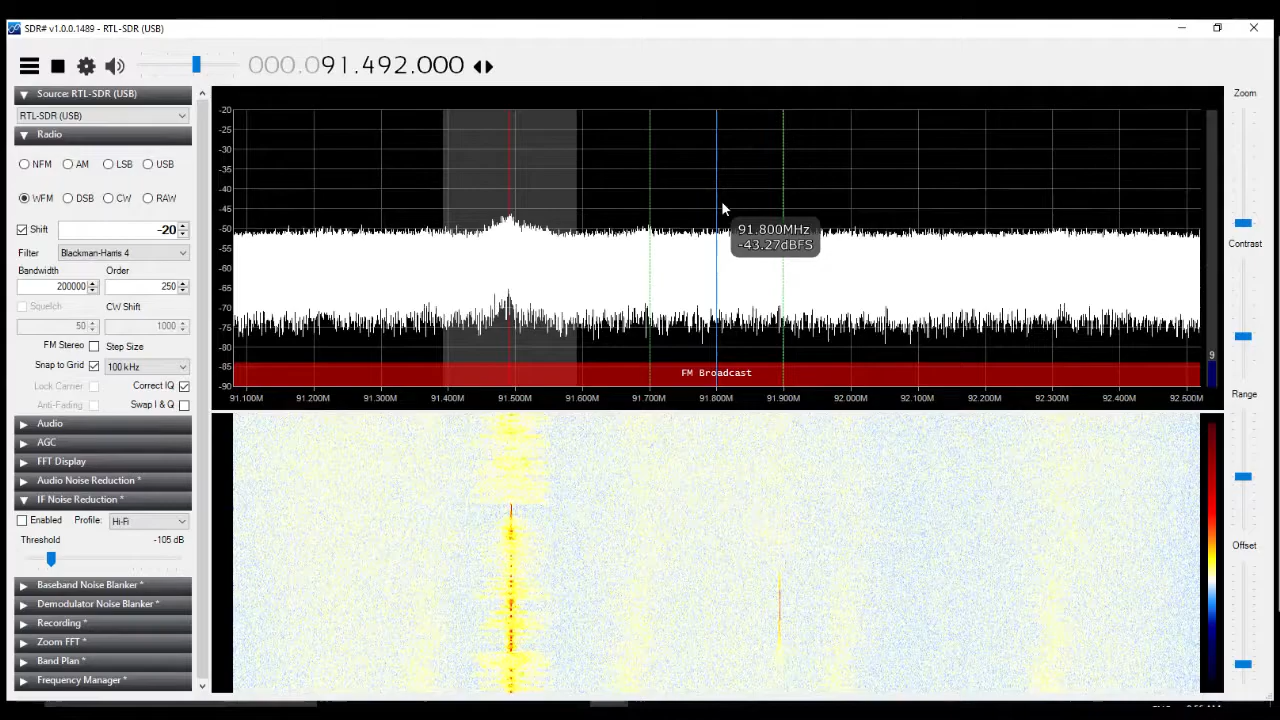 SDR# v1.0.0.1489 - RTL-SDR (USB)
000.091.492.000
Source: RTL-SDR (USB)
RTL-SDR (USB)
Radio
NFM AM LSB USB
WFM DSB CW RAW
Shift -20
Filter Blackman-Harris 4
Bandwidth Order
200000 250
Squelch CW Shift
50 1000
FM Stereo Step Size
Snap to Grid 100 kHz
Lock Carrier Correct IQ
Anti-Fading Swap I & Q
Audio
AGC
FFT Display
Audio Noise Reduction *
IF Noise Reduction *
Enabled Profile: Hi-Fi
Threshold -105 dB
Baseband Noise Blanker *
Demodulator Noise Blanker *
Recording *
Zoom FFT *
Band Plan *
Frequency Manager *
-20
-25
-30
-35
-40
-45
-50
-55
-60
-65
-70
-75
-80
-85
-90
91.800MHz
-43.27dBFS
FM Broadcast
91.100M 91.200M 91.300M 91.400M 91.500M 91.600M 91.700M 91.800M 91.900M 92.000M 92.100M 92.200M 92.300M 92.400M 92.500M
9
Zoom
Contrast
Range
Offset